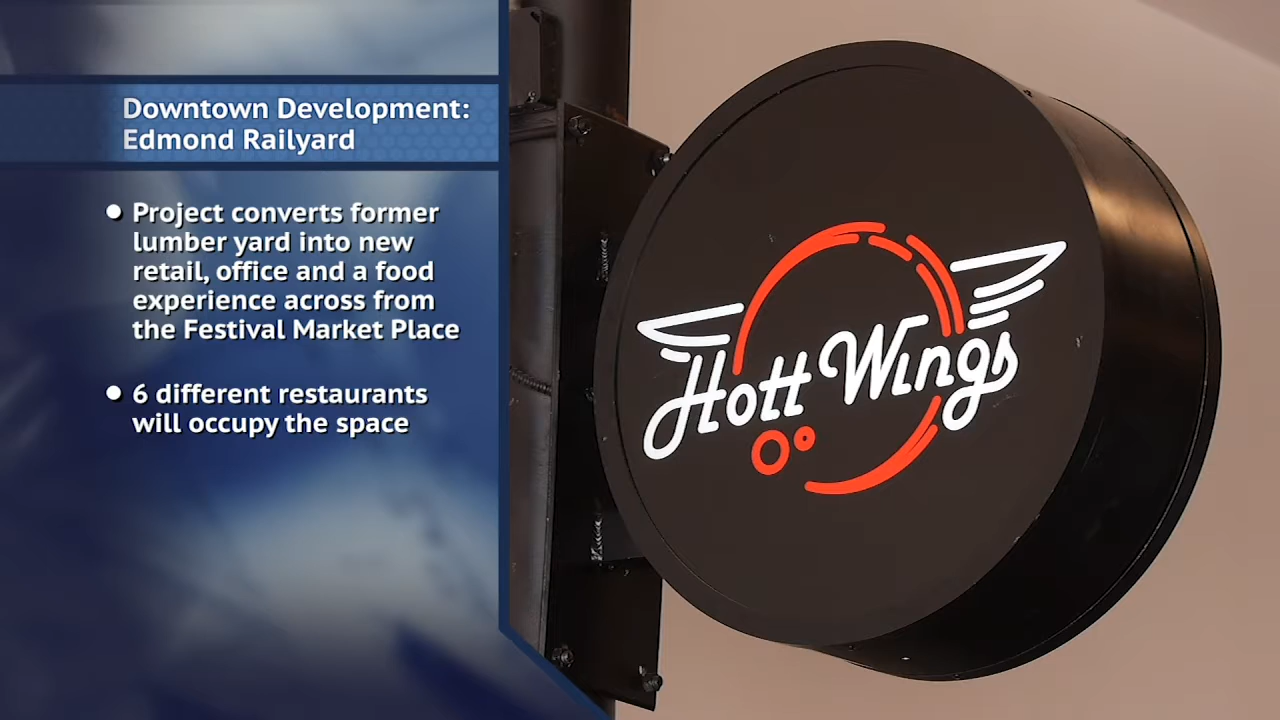 Downtown Development:
Edmond Railyard
Project converts former
lumber yard into new
retail, office and a food
experience across from
the Festival Market Place
6 different restaurants
will occupy the space
Hott Wings